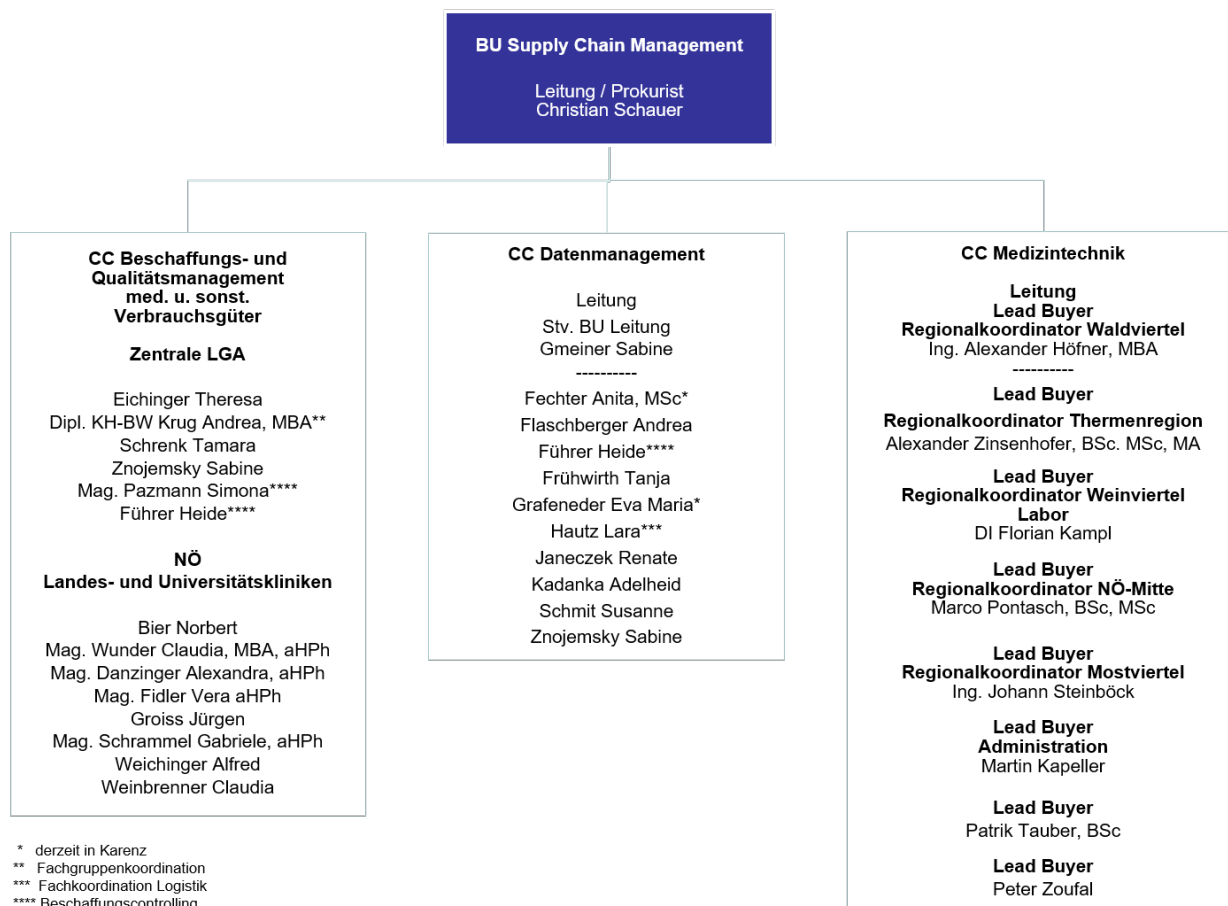 BU Supply Chain Management
Leitung / Prokurist
Christian Schauer
CC Beschaffungs- und
Qualitätsmanagement
med. u. sonst.
Verbrauchsgüter
Zentrale LGA
Eichinger Theresa
Dipl. KH-BW Krug Andrea, MBA**
Schrenk Tamara
Znojemsky Sabine
Mag. Pazmann Simona****
Führer Heide****
NÖ
Landes- und Universitätskliniken
Bier Norbert
Mag. Wunder Claudia, MBA, aHPh
Mag. Danzinger Alexandra, aHPh
Mag. Fidler Vera aHPh
Groiss Jürgen
Mag. Schrammel Gabriele, aHPh
Weichinger Alfred
Weinbrenner Claudia
CC Datenmanagement
Leitung
Stv. BU Leitung
Gmeiner Sabine
----------
Fechter Anita, MSc*
Flaschberger Andrea
Führer Heide****
Frühwirth Tanja
Grafeneder Eva Maria*
Hautz Lara***
Janeczek Renate
Kadanka Adelheid
Schmit Susanne
Znojemsky Sabine
CC Medizintechnik
Leitung
Lead Buyer
Regionalkoordinator Waldviertel
Ing. Alexander Höfner, MBA
----------
Lead Buyer
Regionalkoordinator Thermenregion
Alexander Zinsenhofer, BSc. MSc, MA
Lead Buyer
Regionalkoordinator Weinviertel
Labor
DI Florian Kampl
Lead Buyer
Regionalkoordinator NÖ-Mitte
Marco Pontasch, BSc, MSc
Lead Buyer
Regionalkoordinator Mostviertel
Ing. Johann Steinböck
Lead Buyer
Administration
Martin Kapeller
Lead Buyer
Patrik Tauber, BSc
Lead Buyer
Peter Zoufal
* derzeit in Karenz
** Fachgruppenkoordination
*** Fachkoordination Logistik
**** Beschaffungscontrolling